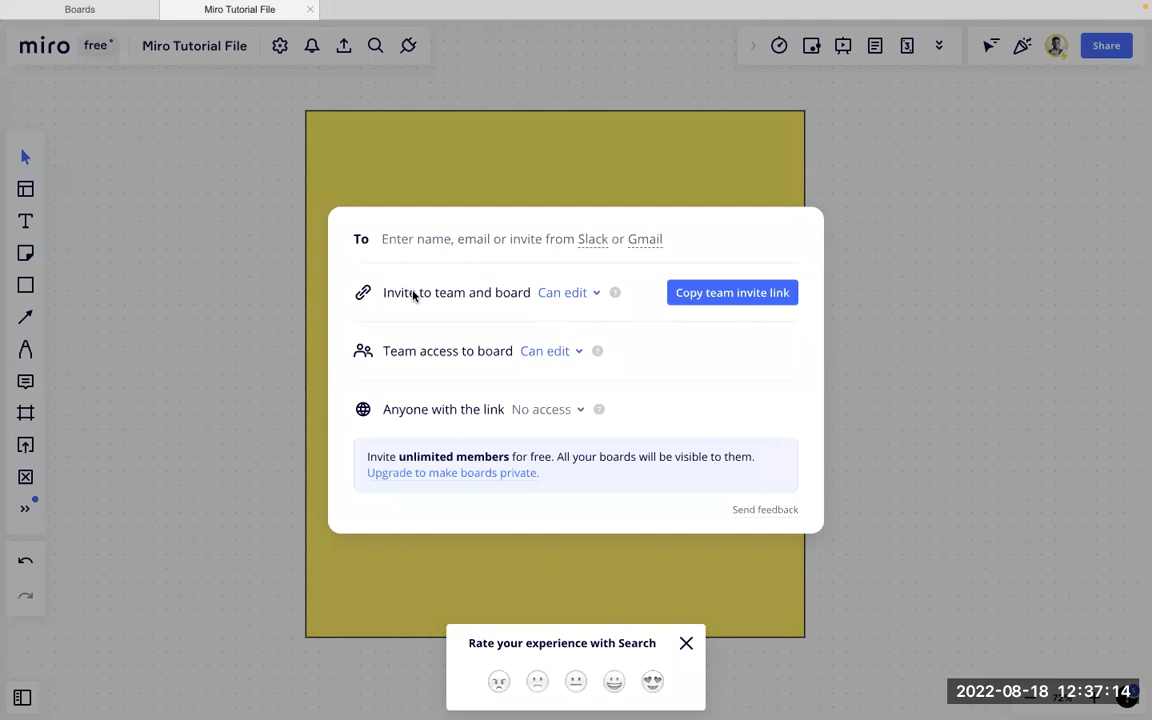 Boards
Miro Tutorial File
miro free Miro Tutorial File
3
Share
To Enter name, email or invite from Slack or Gmail
Invite to team and board Can edit ?
Copy team invite link
Team access to board Can edit ?
Anyone with the link No access ?
Invite unlimited members for free. All your boards will be visible to them.
Upgrade to make boards private.
Send feedback
Rate your experience with Search
2022-08-18 12:37:14